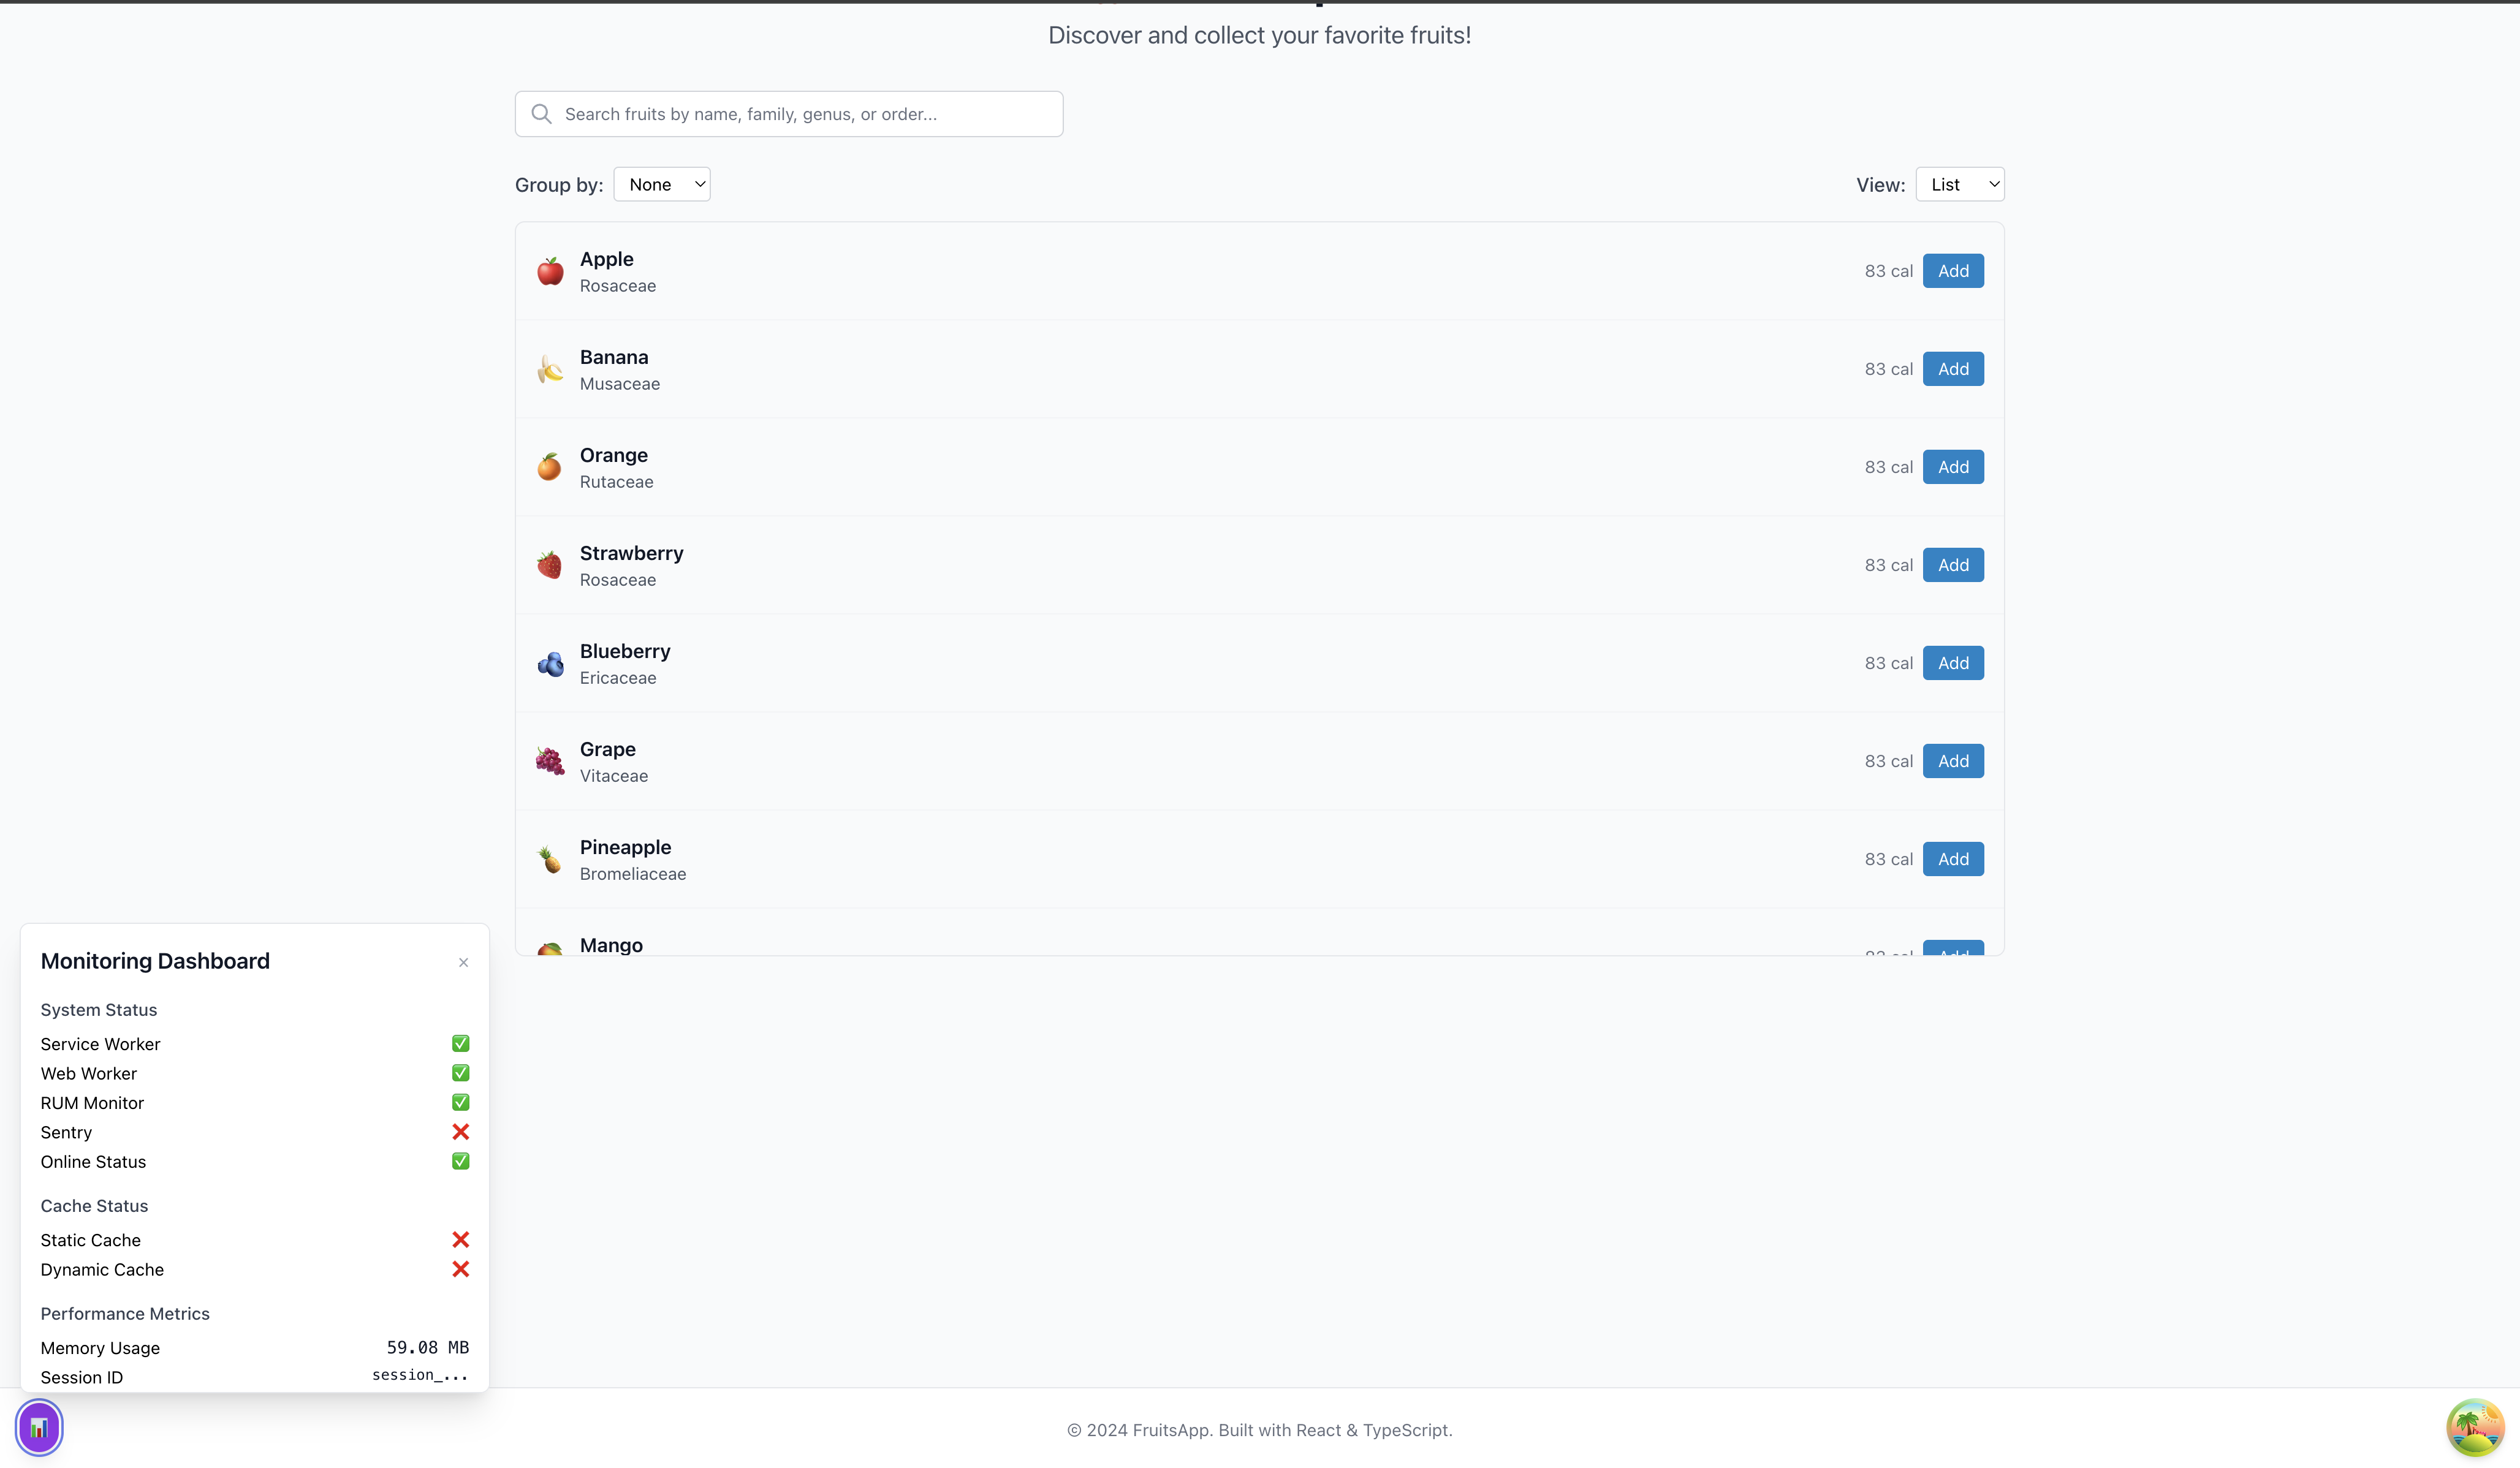 Discover and collect your favorite fruits!
Search fruits by name, family, genus, or order...
Group by: None
View: List
Apple
Rosaceae
83 cal Add
Banana
Musaceae
83 cal Add
Orange
Rutaceae
83 cal Add
Strawberry
Rosaceae
83 cal Add
Blueberry
Ericaceae
83 cal Add
Grape
Vitaceae
83 cal Add
Pineapple
Bromeliaceae
83 cal Add
Mango
Monitoring Dashboard ×
System Status
Service Worker
Web Worker
RUM Monitor
Sentry
Online Status
Cache Status
Static Cache
Dynamic Cache
Performance Metrics
Memory Usage 59.08 MB
Session ID session_...
© 2024 FruitsApp. Built with React & TypeScript.